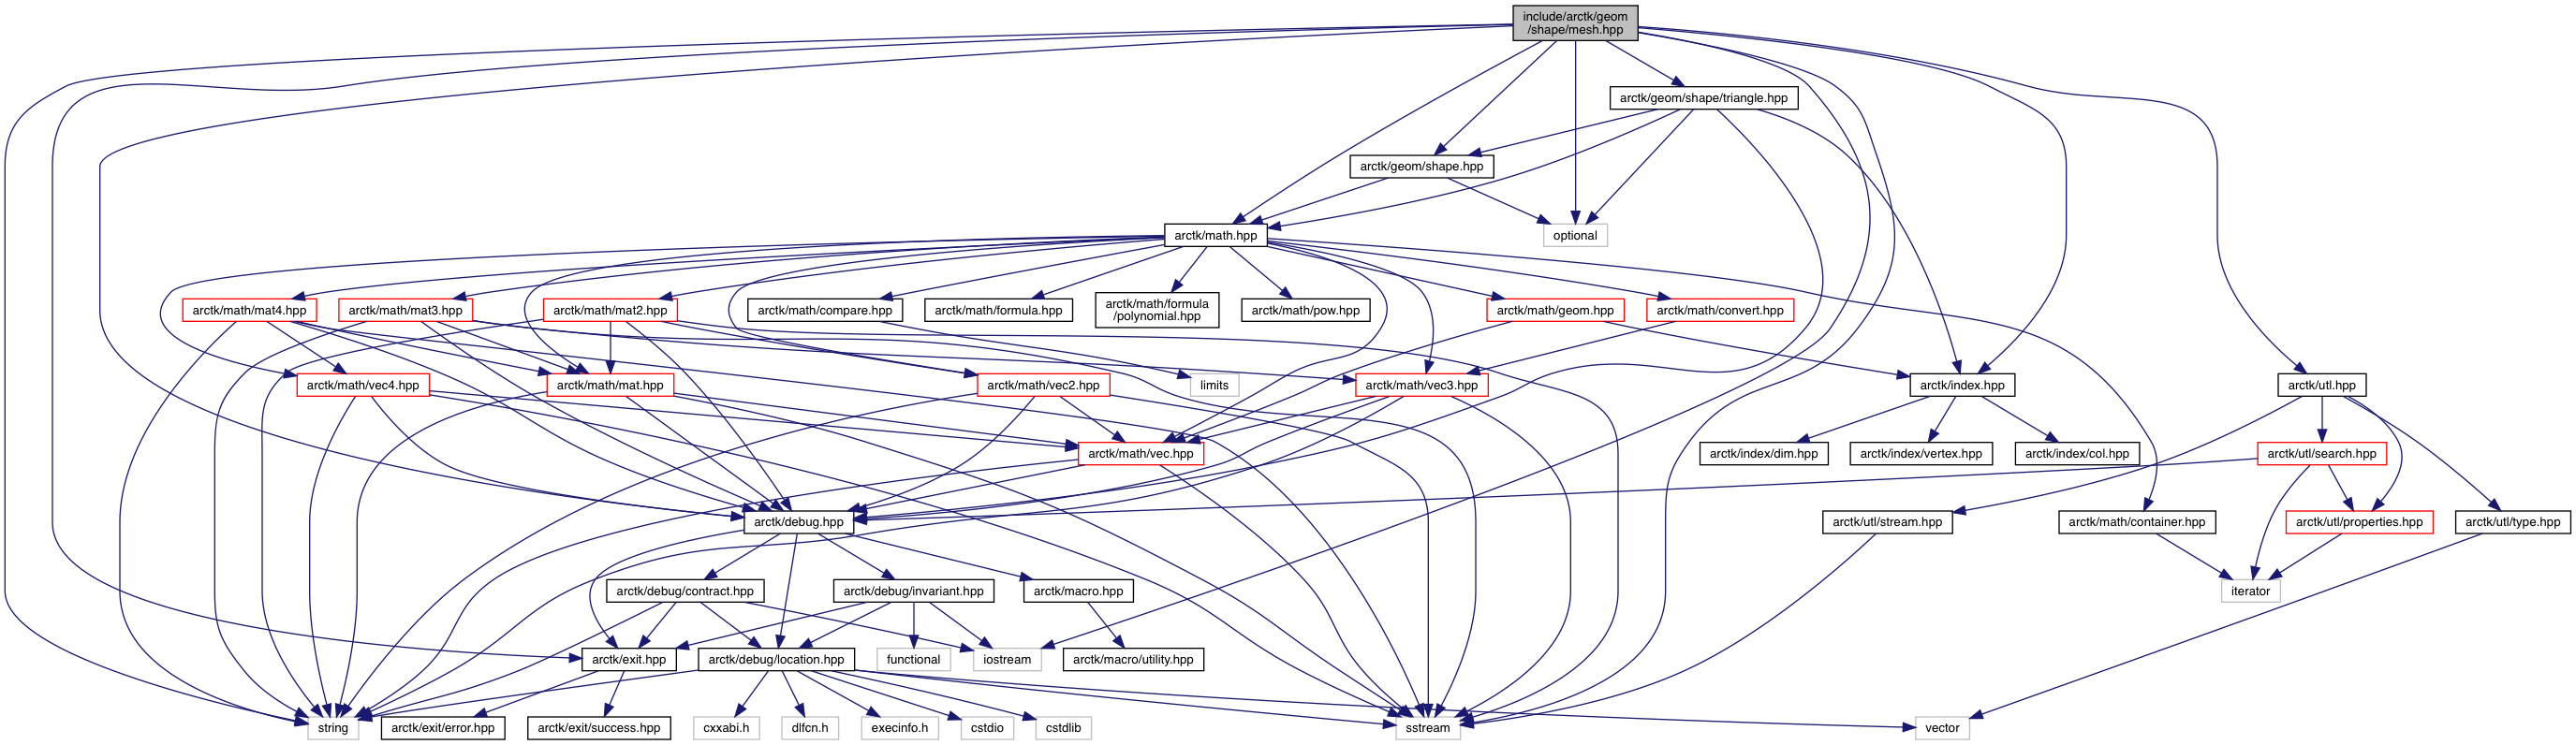 include/arctk/geom
/shape/mesh.hpp
arctk/geom/shape/triangle.hpp
arctk/geom/shape.hpp
arctk/math.hpp
optional
arctk/math/mat4.hpp
arctk/math/mat3.hpp
arctk/math/mat2.hpp
arctk/math/compare.hpp
arctk/math/formula.hpp
arctk/math/formula
/polynomial.hpp
arctk/math/pow.hpp
arctk/math/geom.hpp
arctk/math/convert.hpp
arctk/math/vec4.hpp
arctk/math/mat.hpp
arctk/math/vec2.hpp
limits
arctk/math/vec3.hpp
arctk/index.hpp
arctk/utl.hpp
arctk/math/vec.hpp
arctk/index/dim.hpp
arctk/index/vertex.hpp
arctk/index/col.hpp
arctk/utl/search.hpp
arctk/debug.hpp
arctk/utl/stream.hpp
arctk/math/container.hpp
arctk/utl/properties.hpp
arctk/utl/type.hpp
arctk/debug/contract.hpp
arctk/debug/invariant.hpp
arctk/macro.hpp
iterator
arctk/exit.hpp
arctk/debug/location.hpp
functional
iostream
arctk/macro/utility.hpp
string
arctk/exit/error.hpp
arctk/exit/success.hpp
cxxabi.h
dlfcn.h
execinfo.h
cstdio
cstdlib
sstream
vector